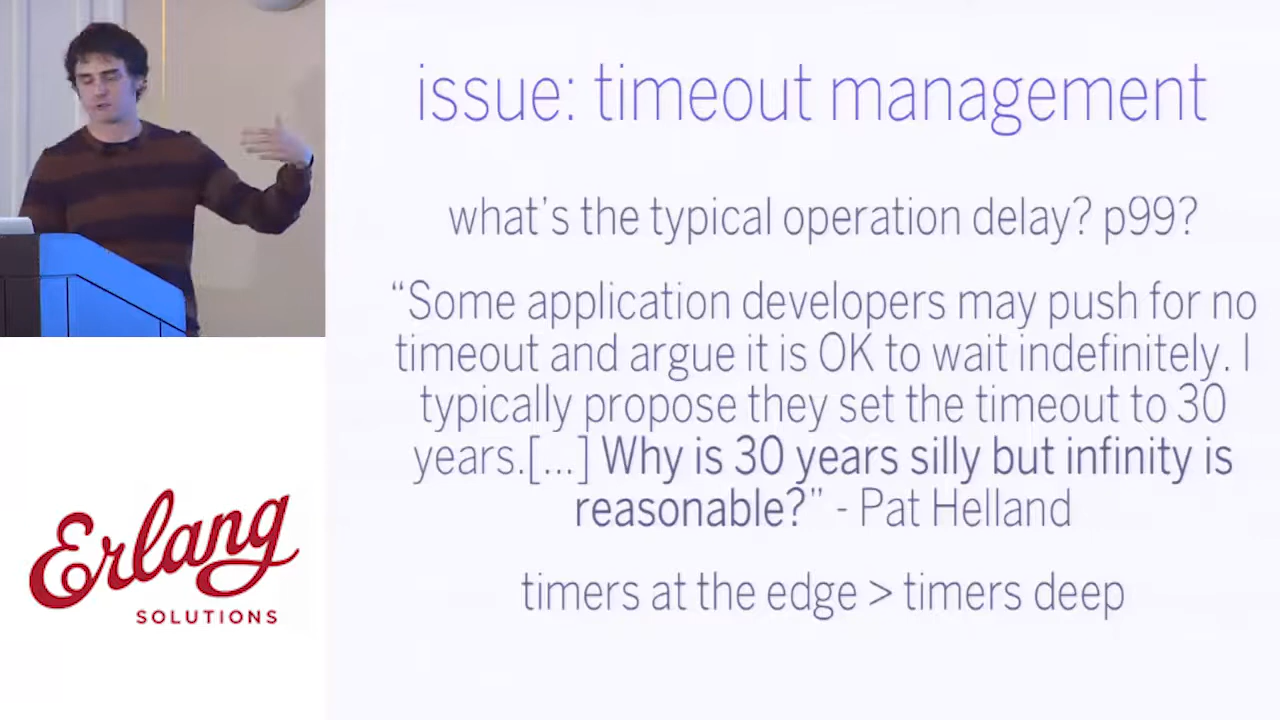 issue: timeout management
what's the typical operation delay? p99?
“Some application developers may push for no
timeout and argue it is OK to wait indefinitely. I
typically propose they set the timeout to 30
years.[...] Why is 30 years silly but infinity is
reasonable?” - Pat Helland
timers at the edge > timers deep
Erlang
SOLUTIONS